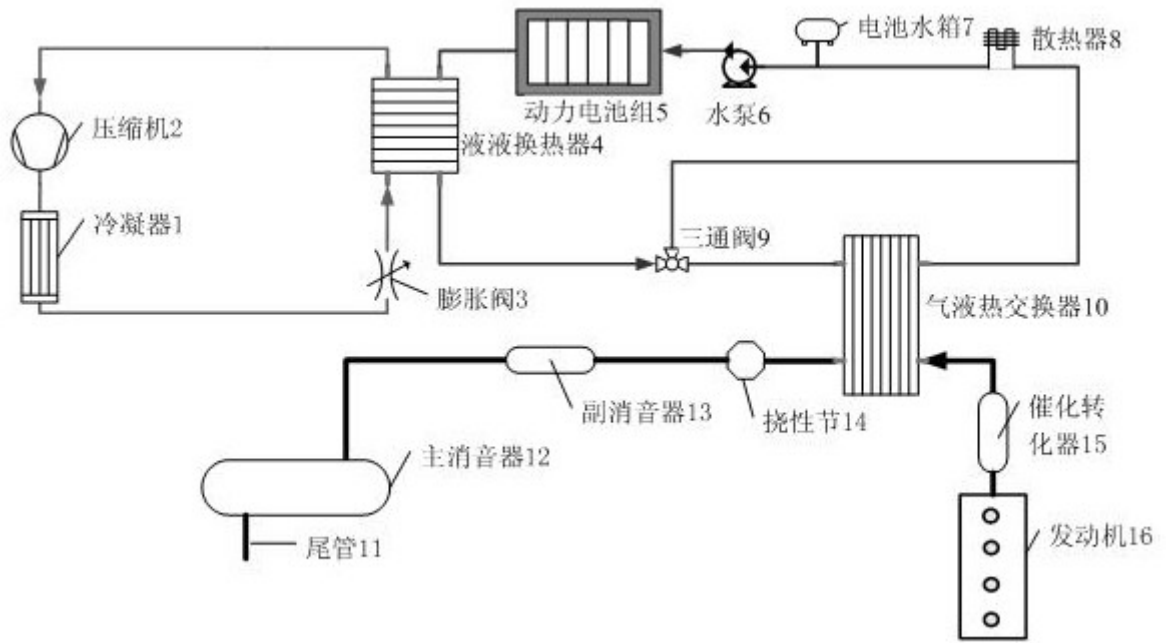 电池水箱7
散热器8
压缩机2
动力电池组5
水泵6
液液换热器4
冷凝器1
三通阀9
膨胀阀3
气液热交换器10
副消音器13
挠性节14
催化转
化器15
主消音器12
尾管11
发动机16